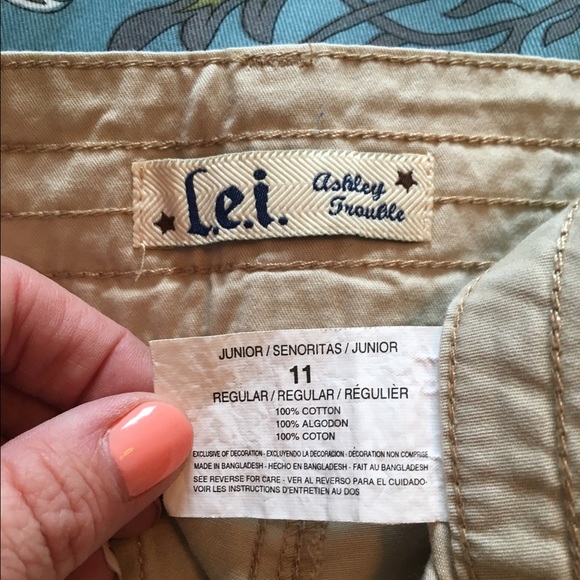 l.e.i. Ashley
Trouble
JUNIOR / SENORITAS / JUNIOR
11
REGULAR / REGULAR / RÉGULIÈR
100% COTTON
100% ALGODON
100% COTON
EXCLUSIVE OF DECORATION - EXCLUYENDO LA DECORACION - DÉCORATION NON COMPRISE
MADE IN BANGLADESH - HECHO EN BANGLADESH - FAIT AU BANGLADESH
SEE REVERSE FOR CARE - VER AL REVERSO PARA EL CUIDADO-
VOIR LES INSTRUCTIONS D'ENTRETIEN AU DOS